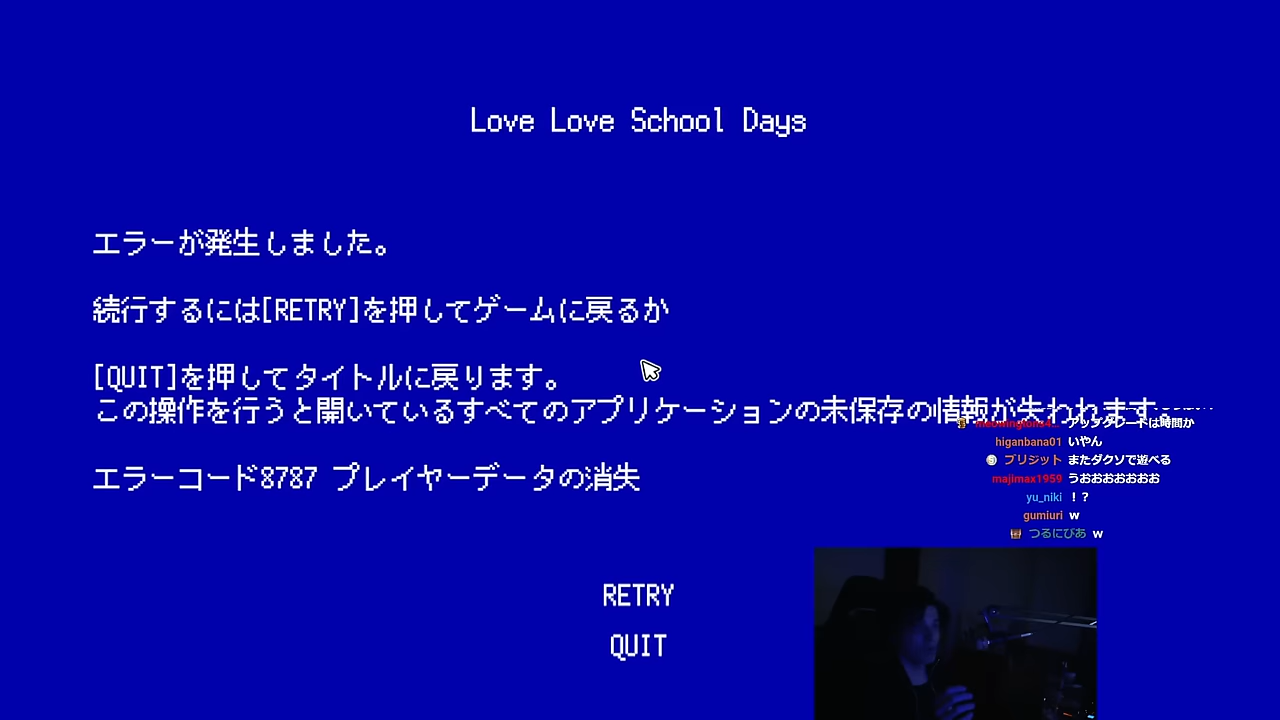 Love Love School Days
エラーが発生しました。
続行するには[RETRY]を押してゲームに戻るか
[QUIT]を押してタイトルに戻ります。
この操作を行うと開いているすべてのアプリケーションの未保存の情報が失われます。
エラーコード8787 プレイヤーデータの消失
RETRY
QUIT
アップグレードは時間か
higanbana01 いやん
ブリジット またダクソで遊べる
majimax1959 うおおおおおおお
yu_niki ！？
gumiuri w
つるにびあ w